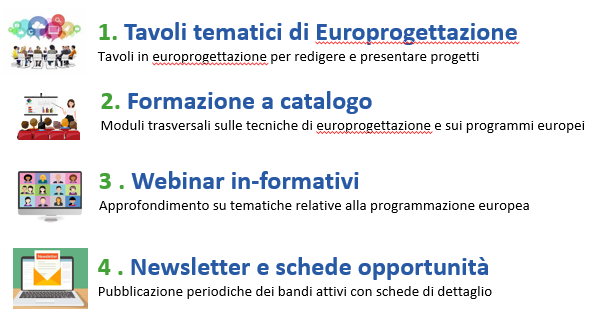 1. Tavoli tematici di Europrogettazione
Tavoli in europrogettazione per redigere e presentare progetti
2. Formazione a catalogo
Moduli trasversali sulle tecniche di europrogettazione e sui programmi europei
3 . Webinar in-formativi
Approfondimento su tematiche relative alla programmazione europea
Newsletter
4 . Newsletter e schede opportunità
Pubblicazione periodiche dei bandi attivi con schede di dettaglio